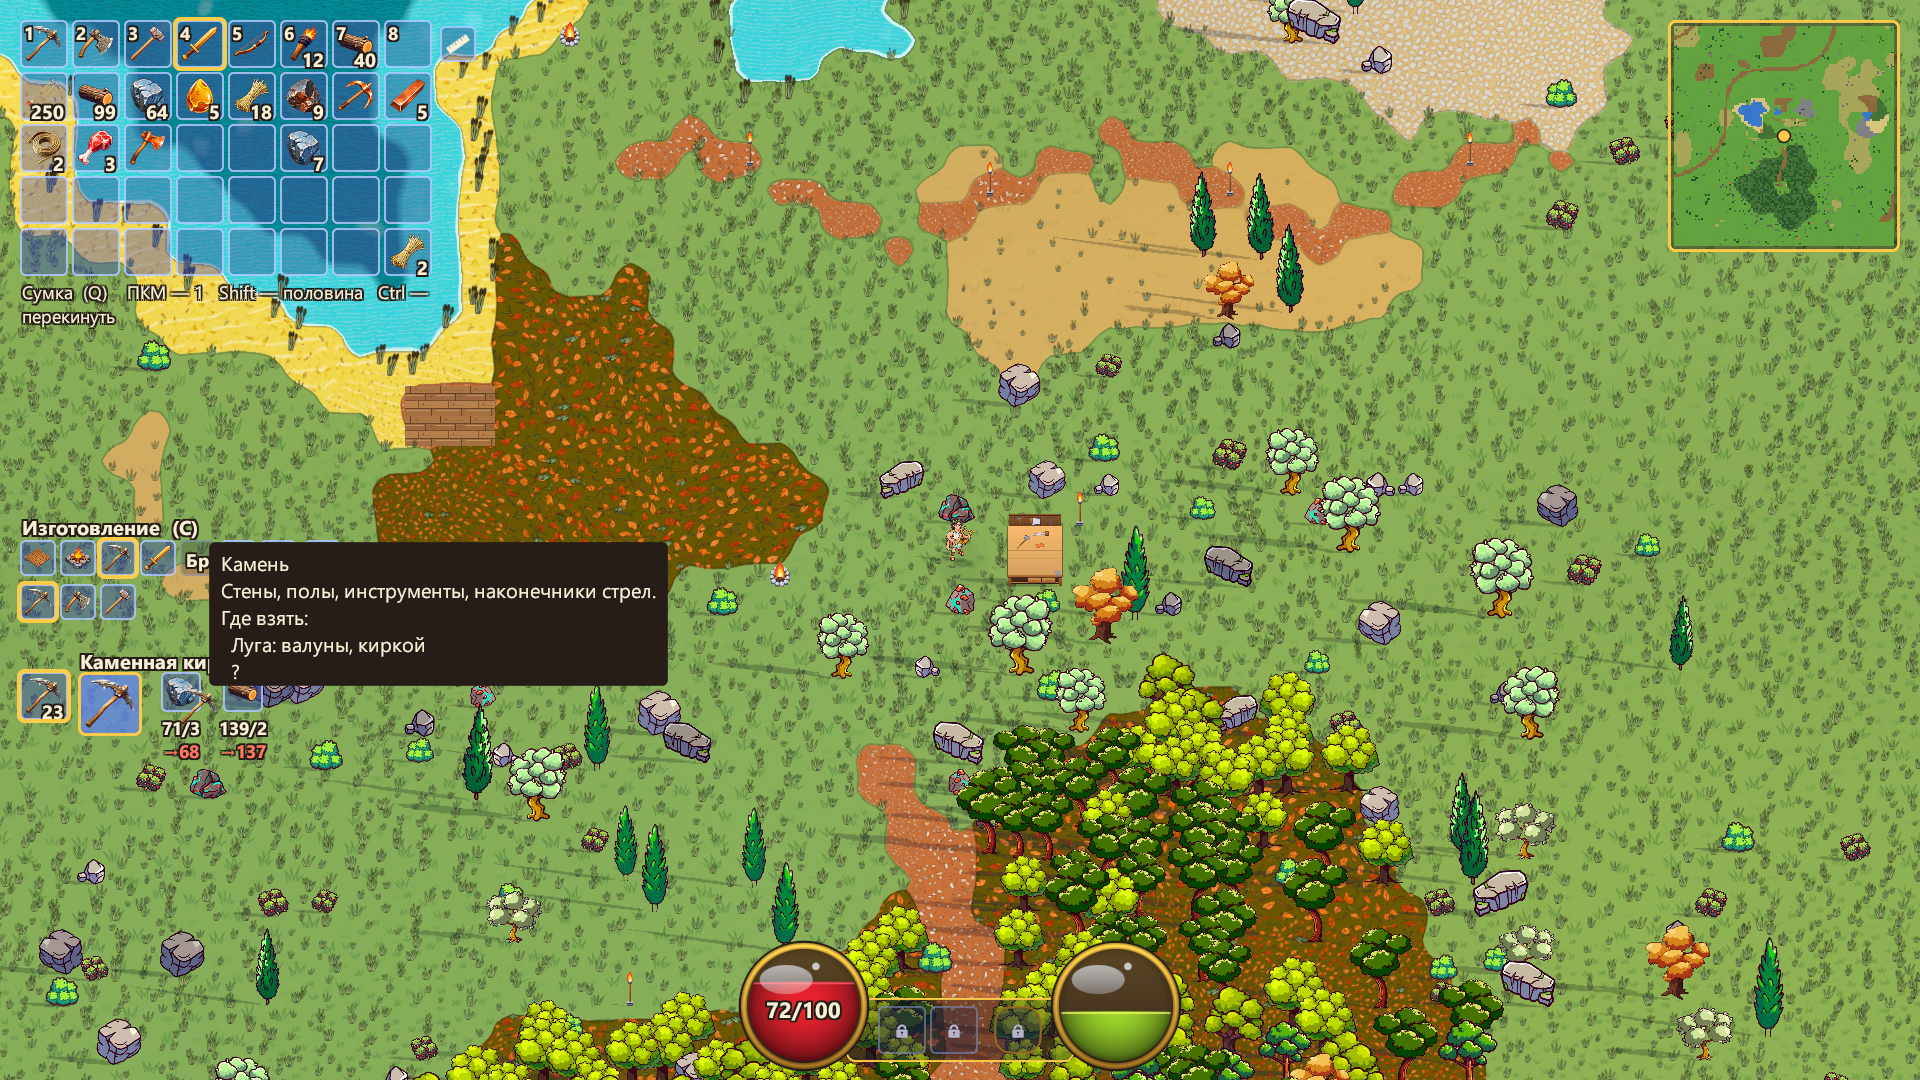 1 2 3 4 5 6 7 8
12 40
250 99 64 5 18 9 5
2 3 7
2
Сумка (Q) ПКМ — 1 Shift — половина Ctrl —
перекинуть
Изготовление (C)
Бр
Камень
Стены, полы, инструменты, наконечники стрел.
Где взять:
Луга: валуны, киркой
?
Каменная кир
23
71/3 139/2
→68 →137
72/100